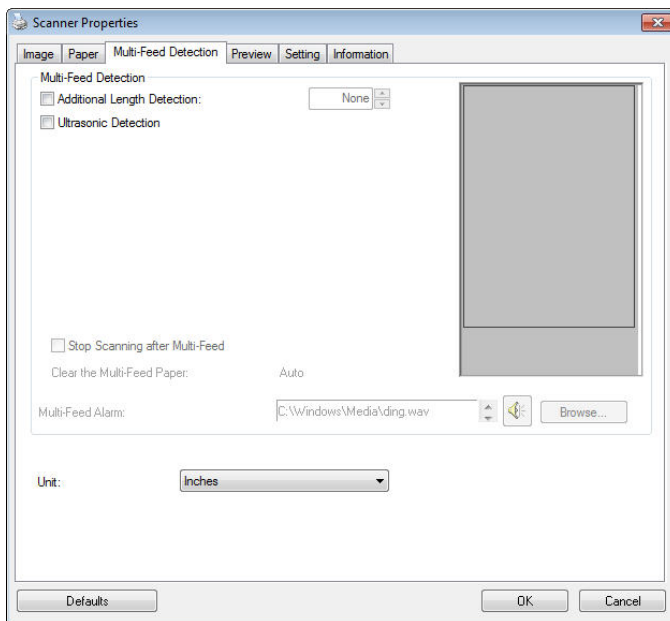 Scanner Properties
Image Paper Multi-Feed Detection Preview Setting Information
Multi-Feed Detection
Additional Length Detection: None
Ultrasonic Detection
Stop Scanning after Multi-Feed
Clear the Multi-Feed Paper: Auto
Multi-Feed Alarm: C:\Windows\Media\ding.wav Browse...
Unit: Inches
Defaults OK Cancel